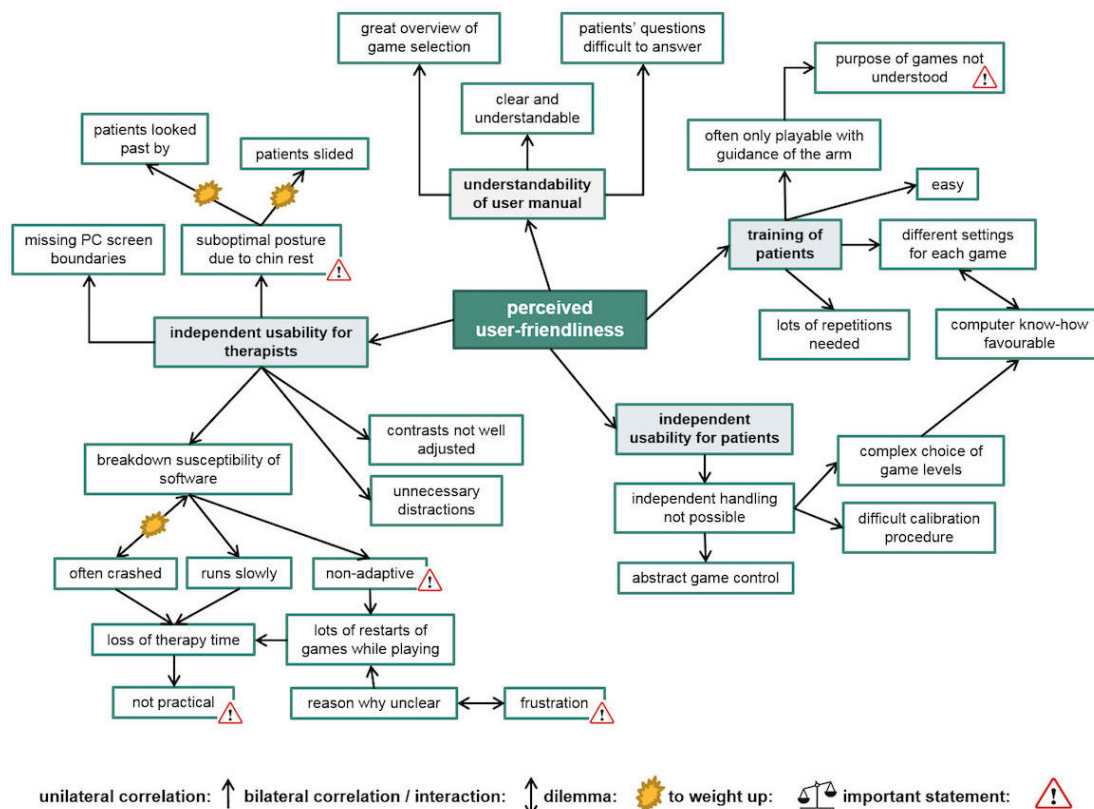 great overview of
game selection
patients’ questions
difficult to answer
purpose of games not
understood
clear and
understandable
patients looked
past by
patients slided
often only playable with
guidance of the arm
understandability
of user manual
easy
missing PC screen
boundaries
suboptimal posture
due to chin rest
training of
patients
different settings
for each game
perceived
user-friendliness
independent usability for
therapists
lots of repetitions
needed
computer know-how
favourable
contrasts not well
adjusted
independent
usability for patients
breakdown susceptibility of
software
complex choice of
game levels
unnecessary
distractions
independent handling
not possible
difficult calibration
procedure
often crashed
runs slowly
non-adaptive
abstract game control
loss of therapy time
lots of restarts of
games while playing
not practical
reason why unclear
frustration
unilateral correlation: bilateral correlation / interaction: dilemma: to weight up: important statement: